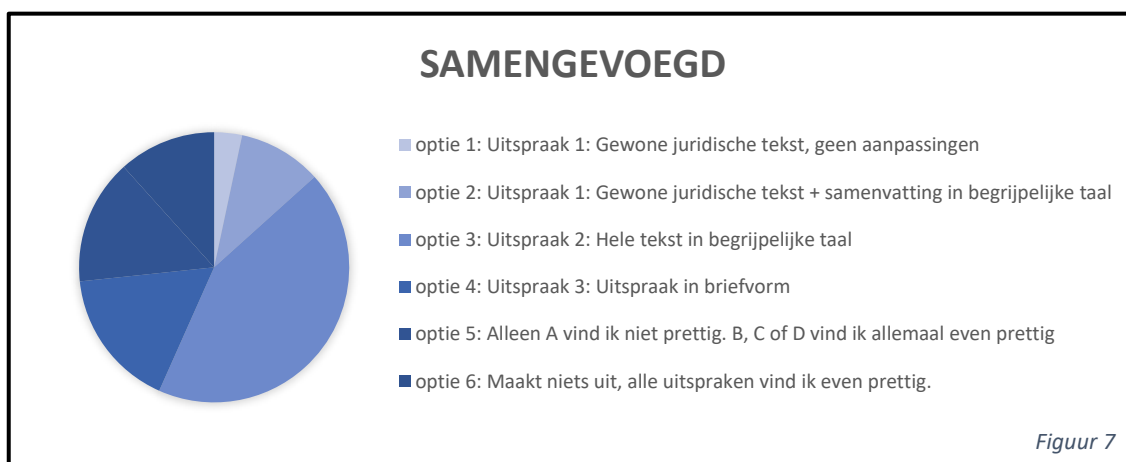 SAMENGEVOEGD
optie 1: Uitspraak 1: Gewone juridische tekst, geen aanpassingen
optie 2: Uitspraak 1: Gewone juridische tekst + samenvatting in begrijpelijke taal
optie 3: Uitspraak 2: Hele tekst in begrijpelijke taal
optie 4: Uitspraak 3: Uitspraak in briefvorm
optie 5: Alleen A vind ik niet prettig. B, C of D vind ik allemaal even prettig
optie 6: Maakt niets uit, alle uitspraken vind ik even prettig.
Figuur 7